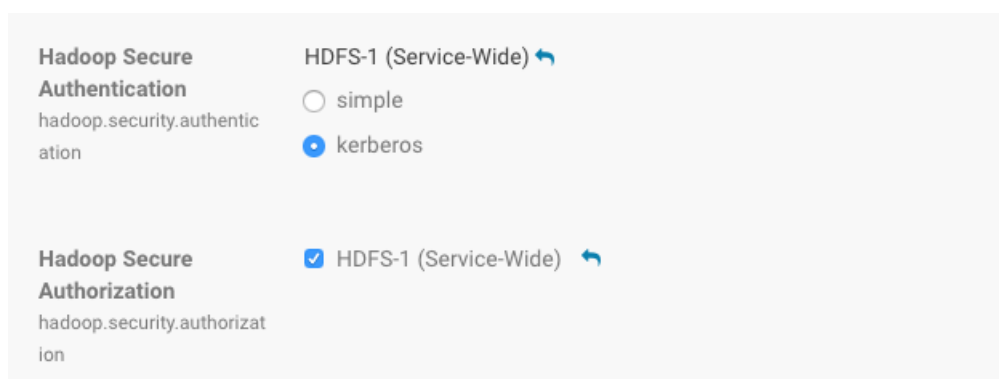 Hadoop Secure
Authentication
hadoop.security.authentic
ation
HDFS-1 (Service-Wide)
simple
kerberos
Hadoop Secure
Authorization
hadoop.security.authorizat
ion
HDFS-1 (Service-Wide)